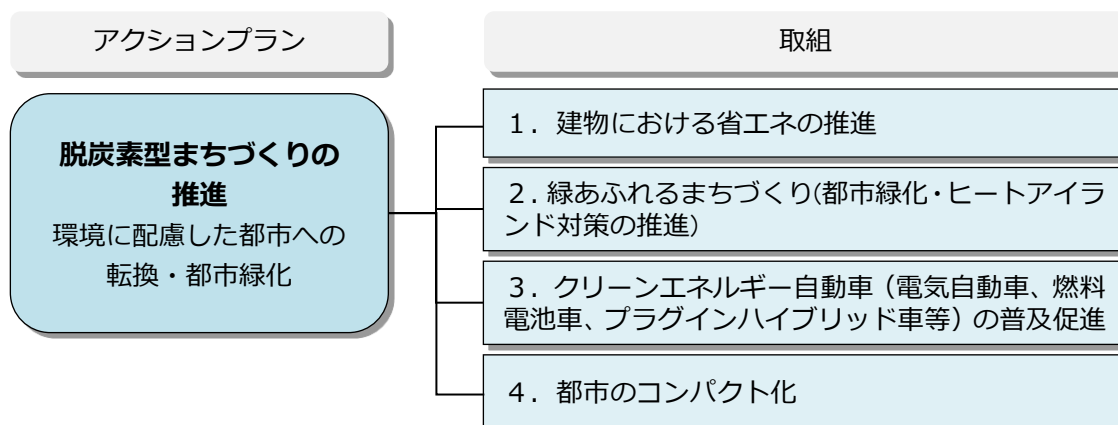 アクションプラン
取組
脱炭素型まちづくりの
推進
環境に配慮した都市への
転換・都市緑化
１．建物における省エネの推進
２．緑あふれるまちづくり(都市緑化・ヒートアイラ
ンド対策の推進)
３．クリーンエネルギー自動車（電気自動車、燃料
電池車、プラグインハイブリッド車等）の普及促進
４．都市のコンパクト化